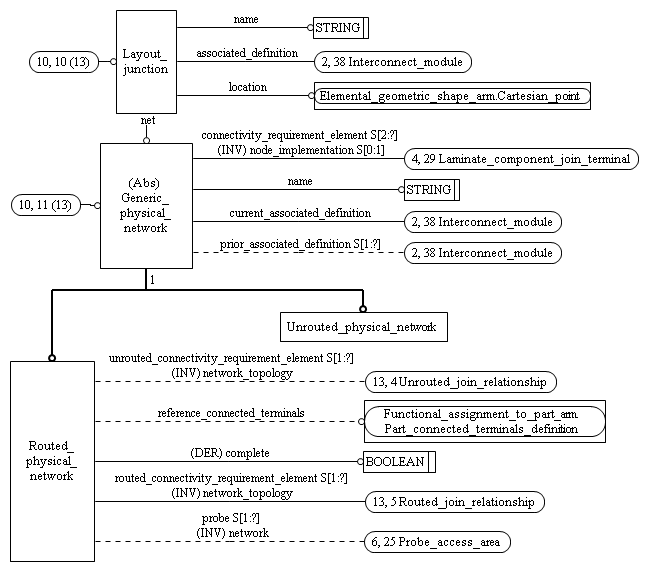 name
STRING
10, 10 (13)
Layout_
junction
associated_definition
2, 38 Interconnect_module
location
Elemental_geometric_shape_arm.Cartesian_point
net
connectivity_requirement_element S[2:?]
(INV) node_implementation S[0:1]
4, 29 Laminate_component_join_terminal
(Abs)
Generic_
physical_
network
name
STRING
10, 11 (13)
current_associated_definition
2, 38 Interconnect_module
prior_associated_definition S[1:?]
2, 38 Interconnect_module
1
Unrouted_physical_network
unrouted_connectivity_requirement_element S[1:?]
(INV) network_topology
13, 4 Unrouted_join_relationship
reference_connected_terminals
Functional_assignment_to_part_arm.
Part_connected_terminals_definition
Routed_
physical_
network
(DER) complete
BOOLEAN
routed_connectivity_requirement_element S[1:?]
(INV) network_topology
13, 5 Routed_join_relationship
probe S[1:?]
(INV) network
6, 25 Probe_access_area